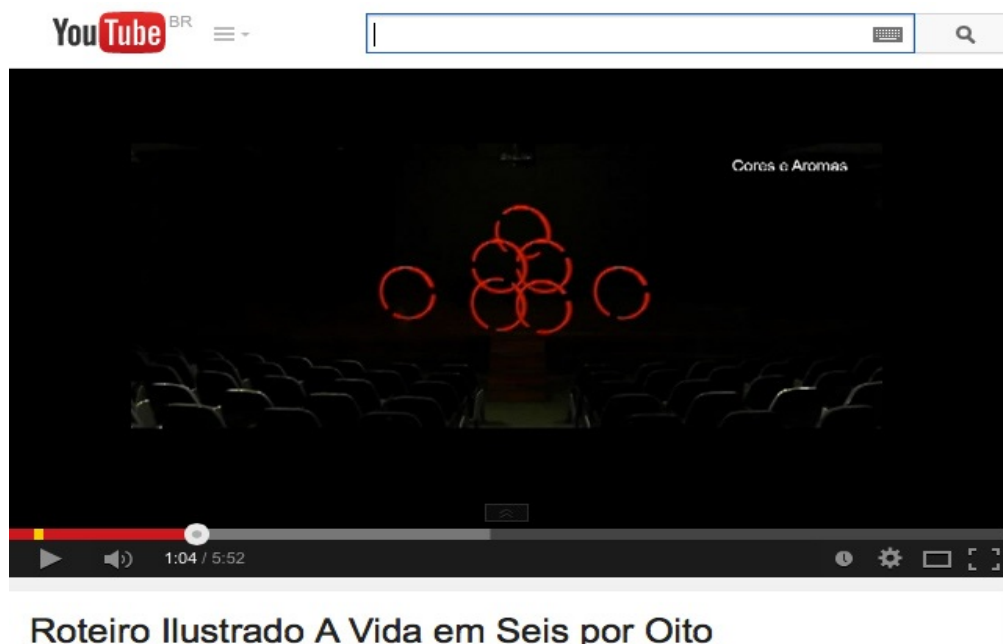 YouTube BR
Cores e Aromas
1:04 / 5:52
Roteiro Ilustrado A Vida em Seis por Oito